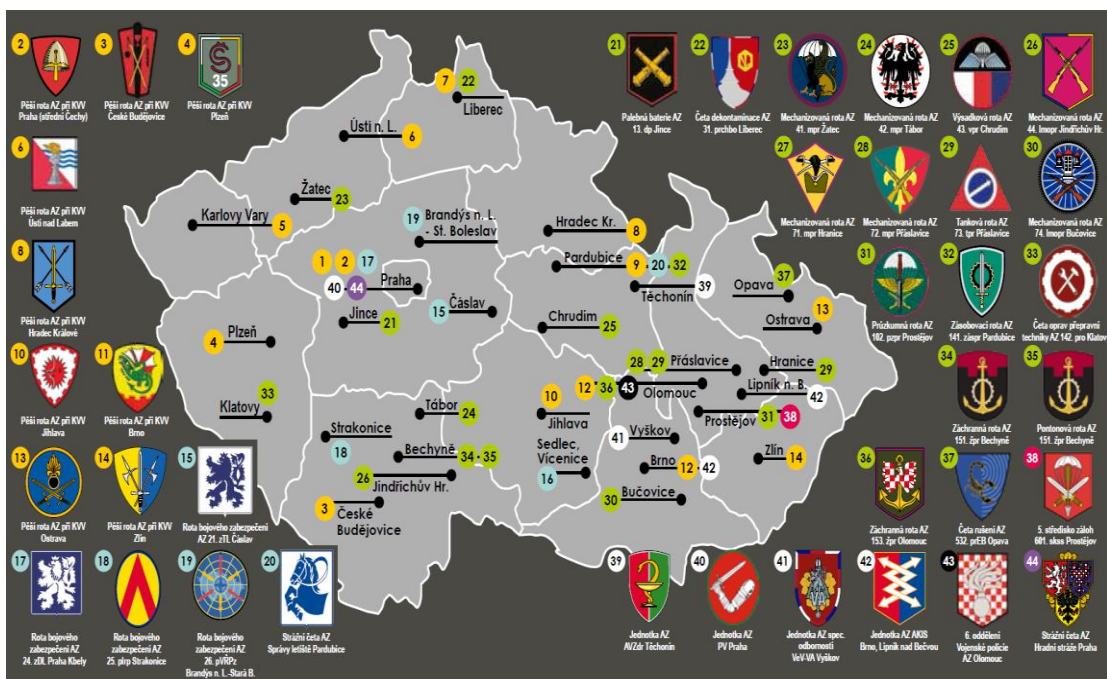 2
3
4
Pěší rota AZ při KVV
Praha (střední Čechy)
Pěší rota AZ při KVV
České Budějovice
35
Pěší rota AZ při KVV
Plzeň
6
Pěší rota AZ při KVV
Ústí nad Labem
8
Pěší rota AZ při KVV
Hradec Králové
10
11
Pěší rota AZ při KVV
Jihlava
Pěší rota AZ při KVV
Brno
13
14
15
Pěší rota AZ při KVV
Ostrava
Pěší rota AZ při KVV
Zlín
Rota bojového zabezpečení
AZ 21. zTL Čáslav
17
18
19
20
Rota bojového
zabezpečení AZ
24. zDL Praha Kbely
Rota bojového
zabezpečení AZ
25. plrp Strakonice
Rota bojového
zabezpečení AZ
26. pVŘPz
Brandýs n. L.-Stará B.
Strážní četa AZ
Správy letiště Pardubice
7 22
Liberec
Ústí n. L.
6
Žatec
23
Karlovy Vary
5
19
Brandýs n. L.
- St. Boleslav
Hradec Kr.
8
1 2 17
40 - 44
Praha
Pardubice
9 - 20 - 32
Těchonín
39
37
Opava
13
Ostrava
Jince
21
15
Čáslav
Chrudim
25
4
Plzeň
28 29
Přáslavice
Hranice
29
12 36 43
Olomouc
Lipník n. B.
42
33
Klatovy
10
Jihlava
Prostějov
31 38
Tábor
24
Strakonice
18
41
Vyškov
Bechyně
34 - 35
Sedlec,
Vícenice
16
Brno
12 - 42
Zlín
14
26
Jindřichův Hr.
30
Bučovice
3
České
Budějovice
21
22
23
24
25
26
Palebná baterie AZ
13. dp Jince
Četa dekontaminace AZ
31. prchbo Liberec
Mechanizovaná rota AZ
41. mpr Žatec
Mechanizovaná rota AZ
42. mpr Tábor
Výsadková rota AZ
43. vpr Chrudim
Mechanizovaná rota AZ
44. lmopr Jindřichův Hr.
27
28
29
30
Mechanizovaná rota AZ
71. mpr Hranice
Mechanizovaná rota AZ
72. mpr Přáslavice
Tanková rota AZ
73. tpr Přáslavice
Mechanizovaná rota AZ
74. lmopr Bučovice
31
32
33
Průzkumná rota AZ
102. pzpr Prostějov
Zásobovací rota AZ
141. záspr Pardubice
Četa oprav přepravní
techniky AZ 142. pro Klatovy
34
35
Záchranná rota AZ
151. žpr Bechyně
Pontonová rota AZ
151. žpr Bechyně
36
37
38
Záchranná rota AZ
153. žpr Olomouc
Četa rušení AZ
532. prEB Opava
5. středisko záloh
601. skss Prostějov
39
40
41
42
43
44
Jednotka AZ
AVZdr Těchonín
Jednotka AZ
PV Praha
Jednotka AZ spec.
odbornosti
VeV-VA Vyškov
Jednotka AZ AKIS
Brno, Lipník nad Bečvou
6. oddělení
Vojenské policie
AZ Olomouc
Strážní četa AZ
Hradní stráže Praha